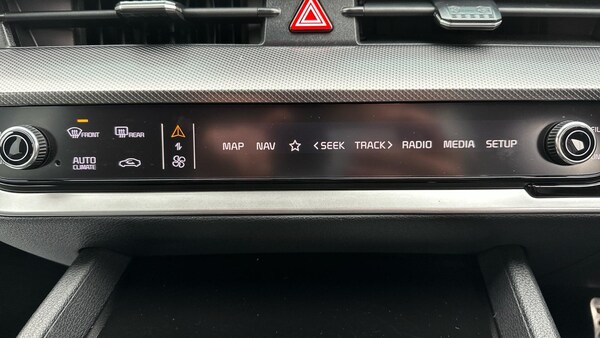 FRONT REAR
MAP NAV <SEEK TRACK> RADIO MEDIA SETUP
AUTO
CLIMATE